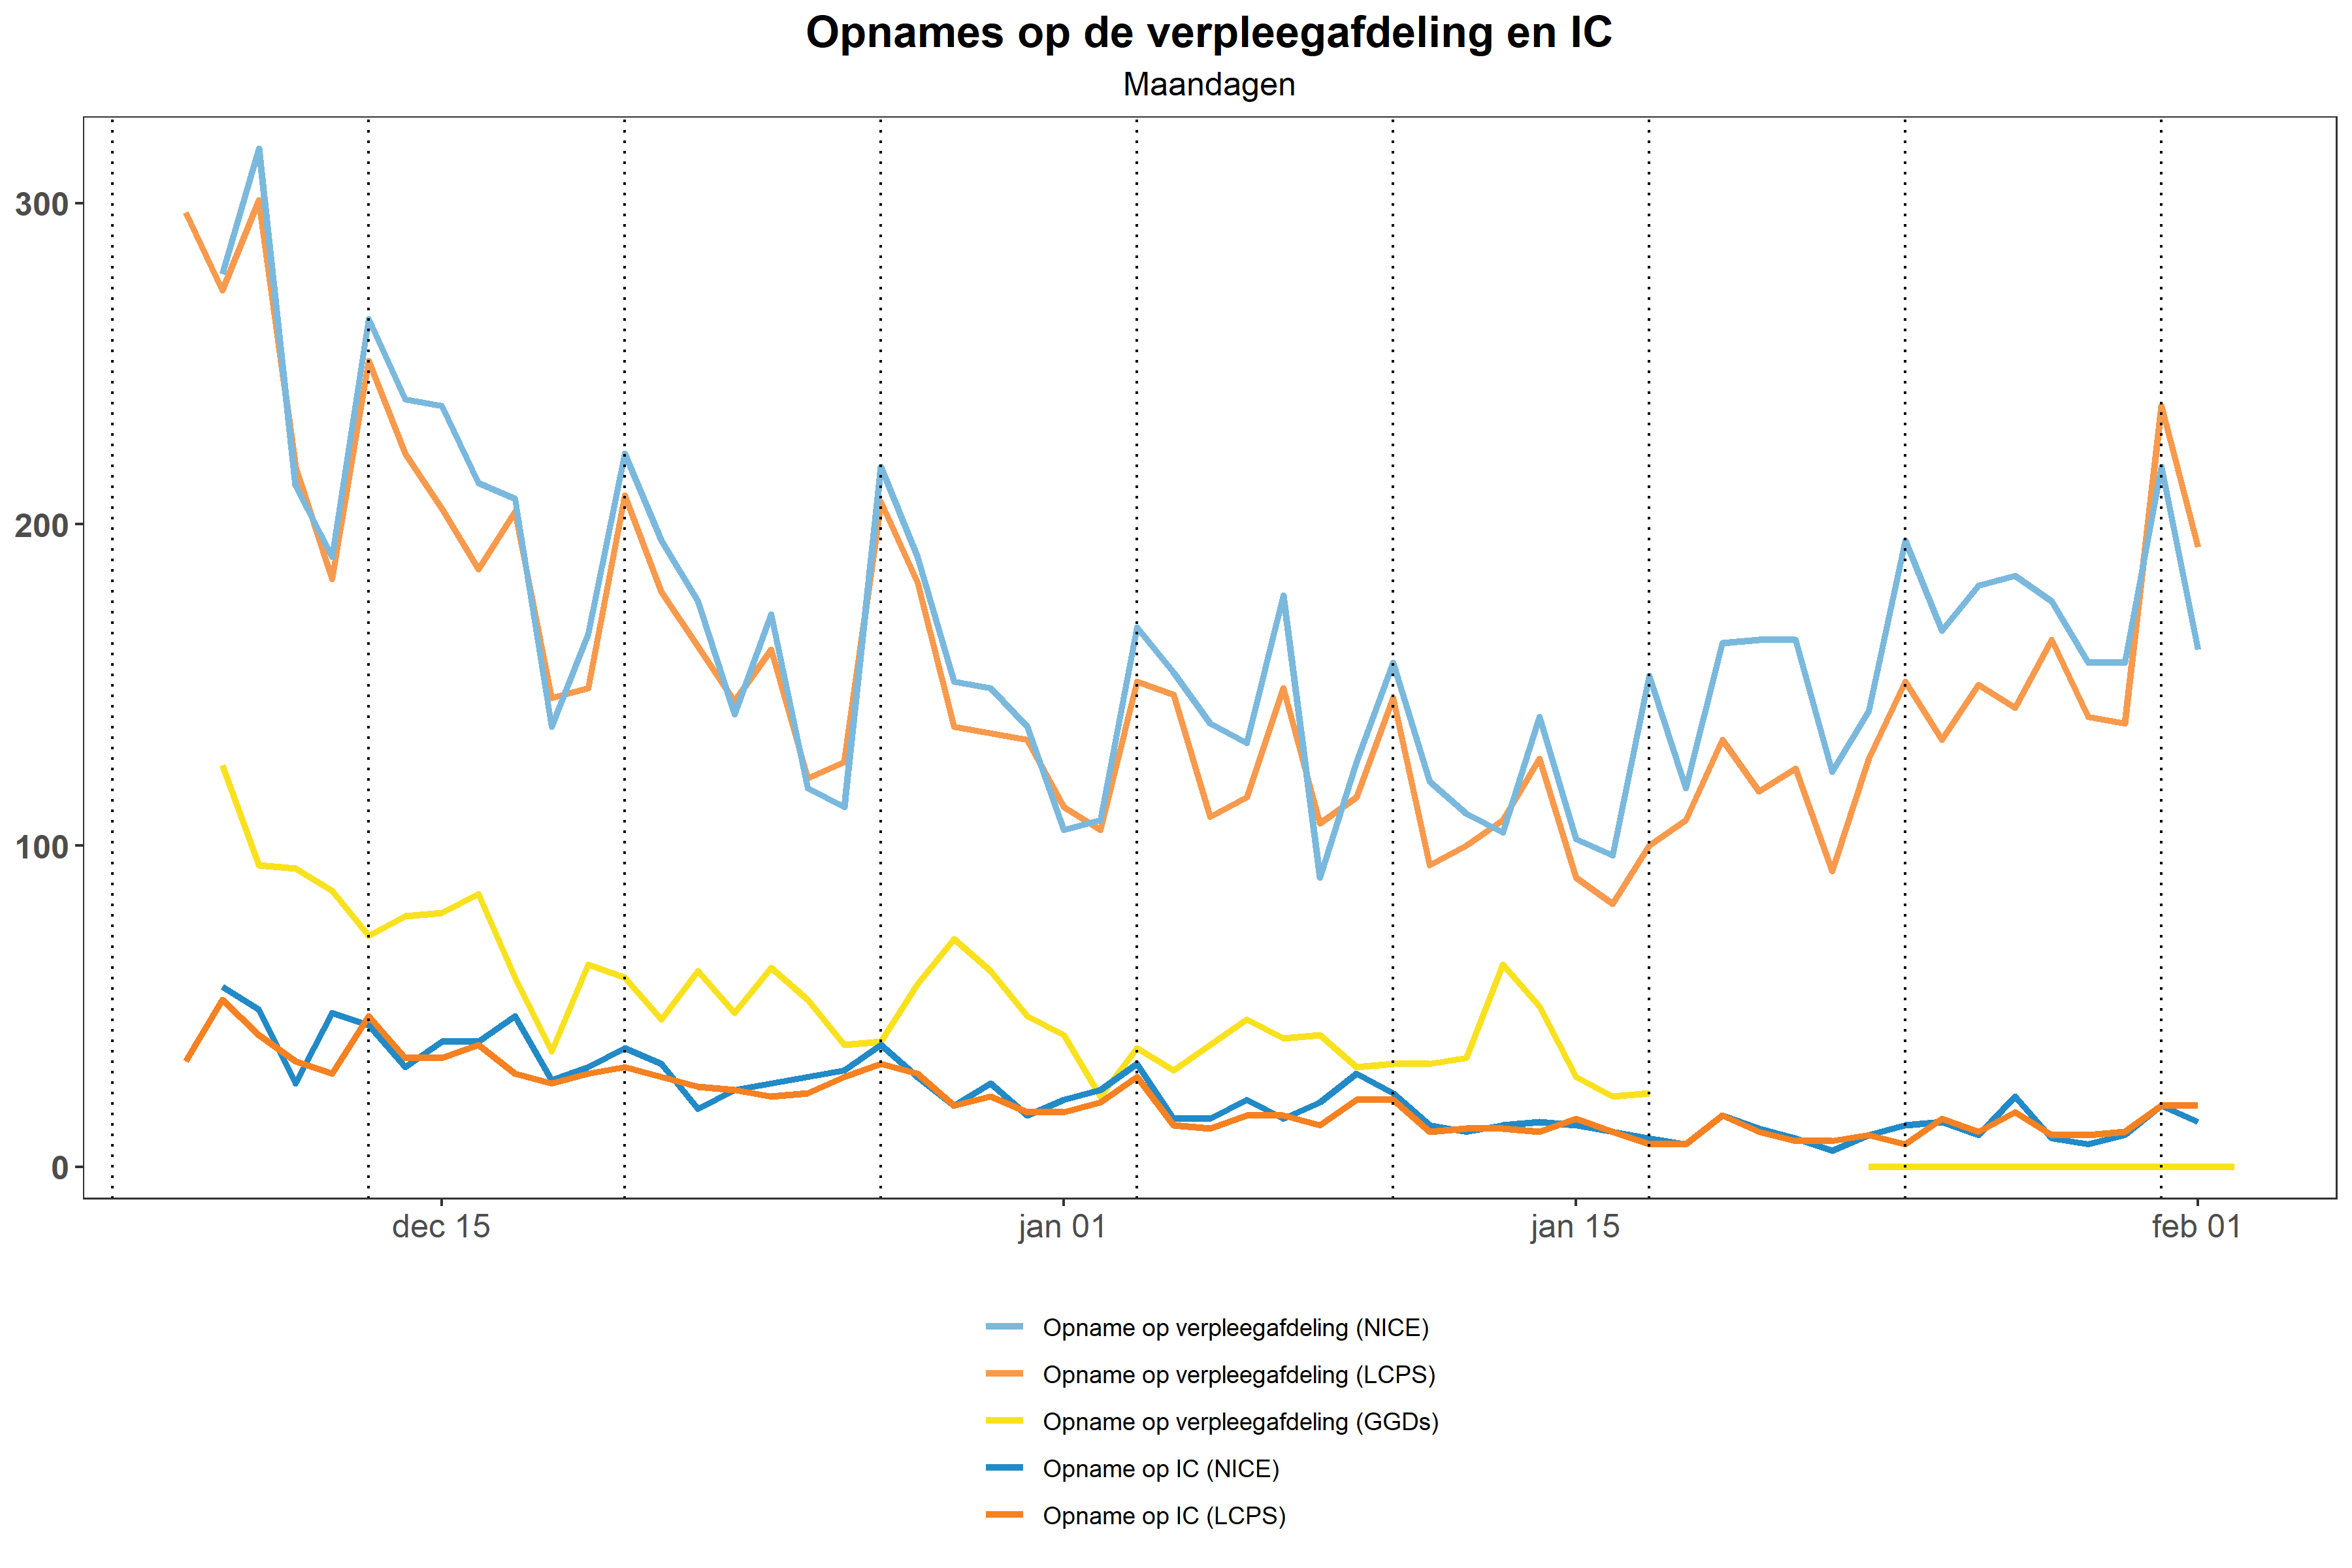 Opnames op de verpleegafdeling en IC
Maandagen
300
200
100
0
dec 15 jan 01 jan 15 feb 01
Opname op verpleegafdeling (NICE)
Opname op verpleegafdeling (LCPS)
Opname op verpleegafdeling (GGDs)
Opname op IC (NICE)
Opname op IC (LCPS)